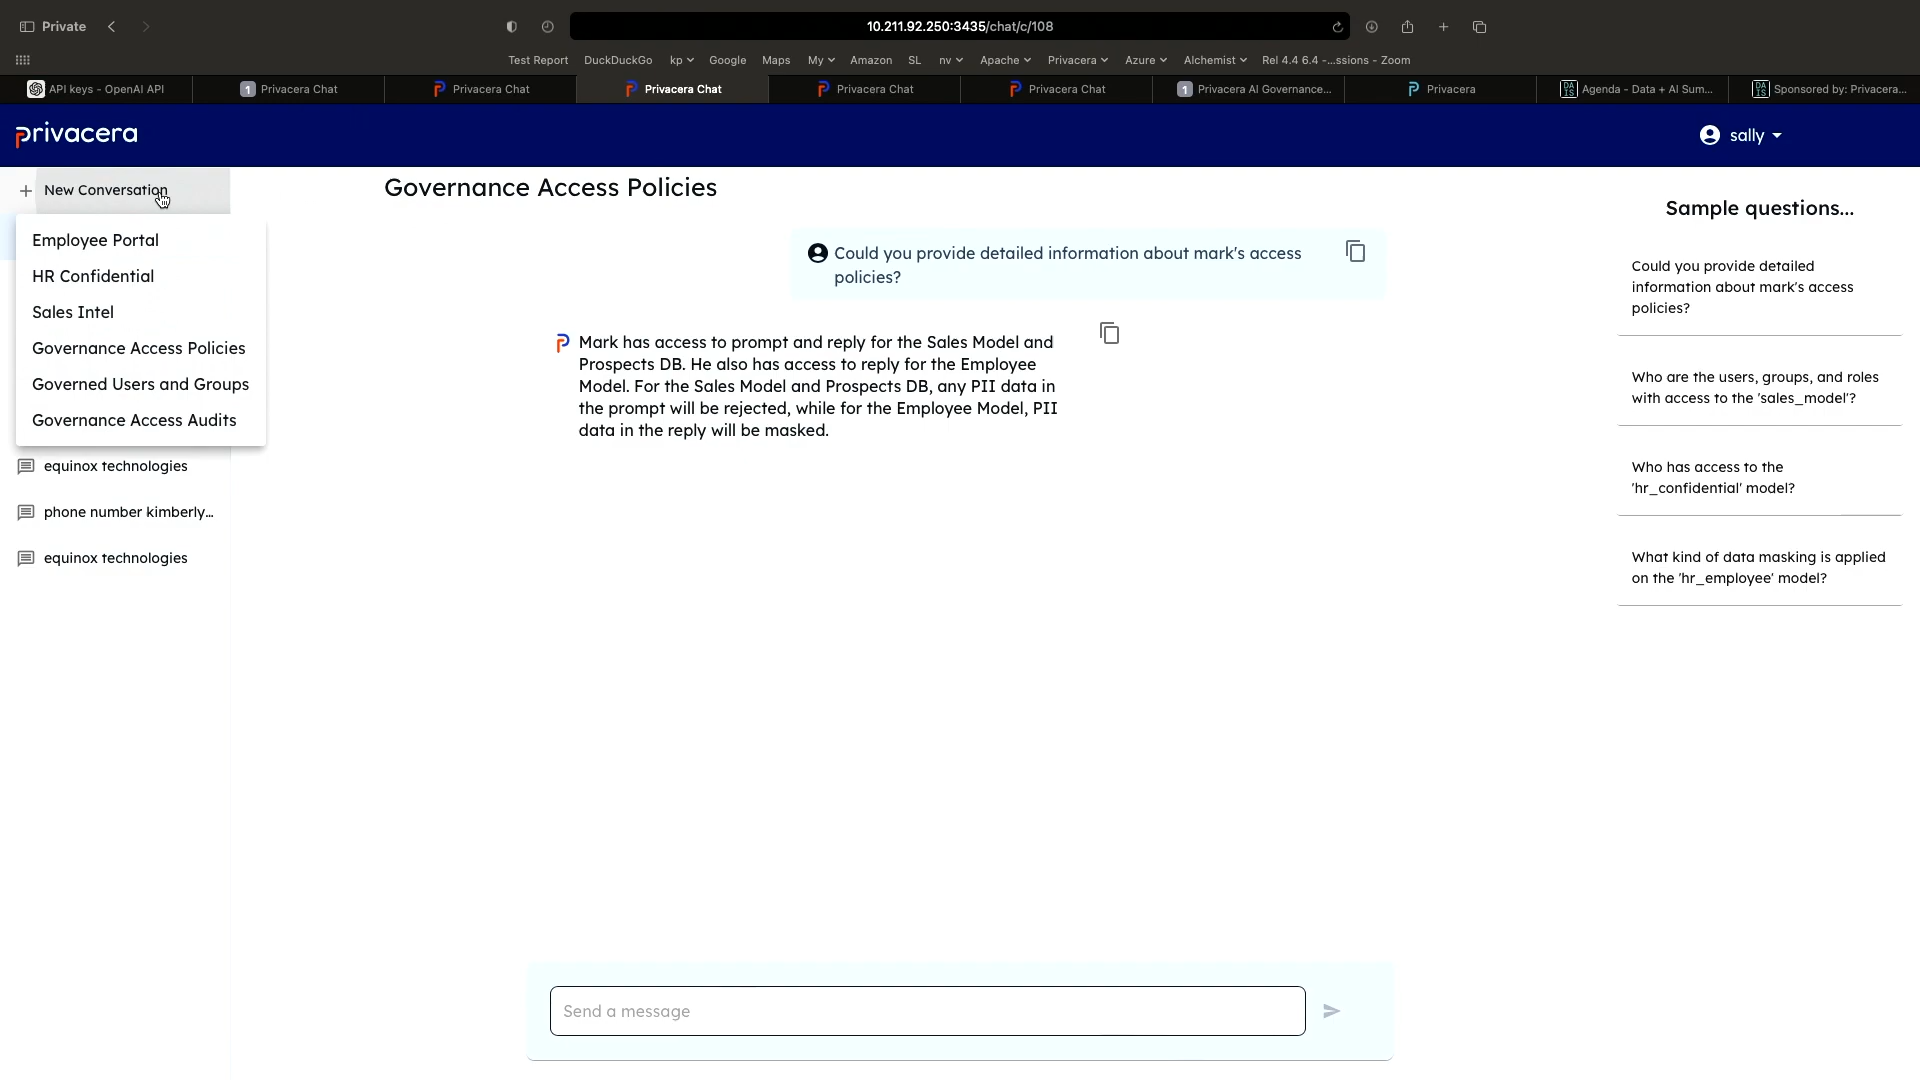 Private
10.211.92.250:3435/chat/c/108
Test Report DuckDuckGo kp Google Maps My Amazon SL nv Apache Privacera Azure Alchemist Rel 4.4 6.4 -...ssions - Zoom
API keys - OpenAI API
1 Privacera Chat
Privacera Chat
Privacera Chat
Privacera Chat
Privacera Chat
1 Privacera AI Governance...
Privacera
DA IS Agenda - Data + AI Sum...
DA IS Sponsored by: Privacera...
privacera
sally
New Conversation
Employee Portal
HR Confidential
Sales Intel
Governance Access Policies
Governed Users and Groups
Governance Access Audits
equinox technologies
phone number kimberly...
equinox technologies
Governance Access Policies
Could you provide detailed information about mark's access
policies?
Mark has access to prompt and reply for the Sales Model and
Prospects DB. He also has access to reply for the Employee
Model. For the Sales Model and Prospects DB, any PII data in
the prompt will be rejected, while for the Employee Model, PII
data in the reply will be masked.
Send a message
Sample questions...
Could you provide detailed
information about mark's access
policies?
Who are the users, groups, and roles
with access to the 'sales_model'?
Who has access to the
'hr_confidential' model?
What kind of data masking is applied
on the 'hr_employee' model?